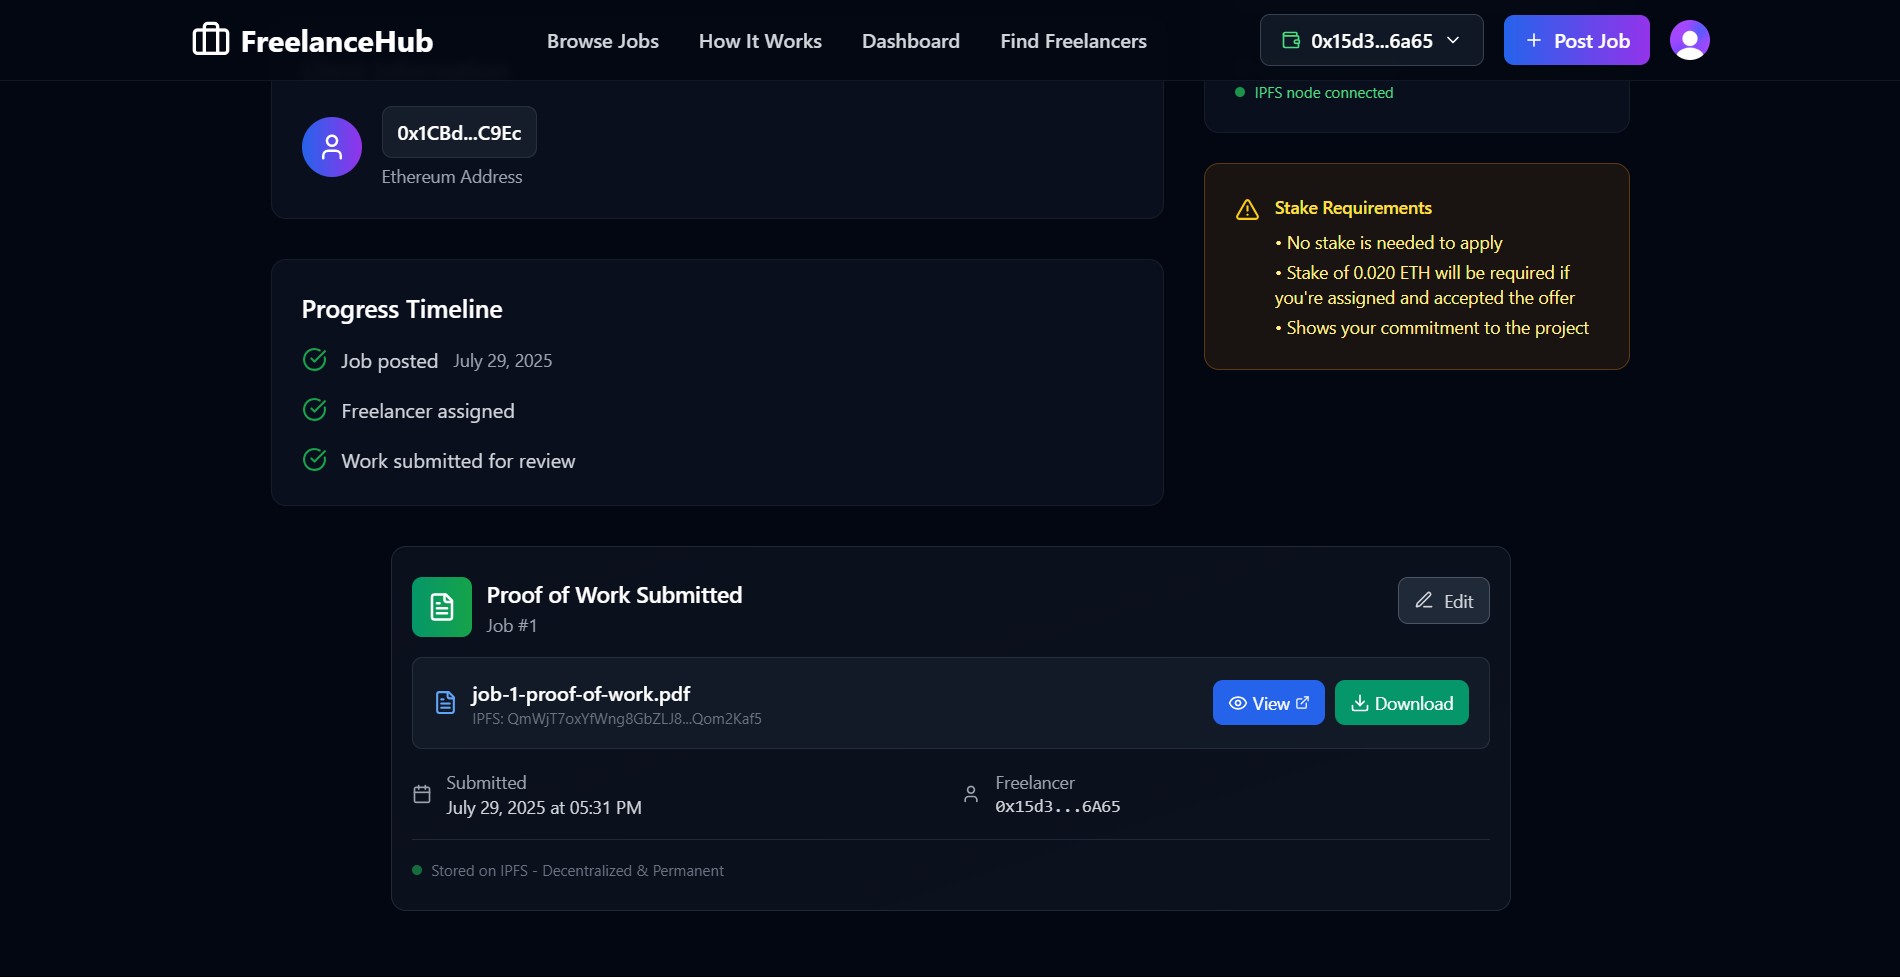 FreelanceHub
Browse Jobs
How It Works
Dashboard
Find Freelancers
0x15d3...6a65
Post Job
0x1CBd...C9Ec
Ethereum Address
IPFS node connected
Stake Requirements
• No stake is needed to apply
• Stake of 0.020 ETH will be required if
you're assigned and accepted the offer
• Shows your commitment to the project
Progress Timeline
Job posted July 29, 2025
Freelancer assigned
Work submitted for review
Proof of Work Submitted
Job #1
Edit
job-1-proof-of-work.pdf
IPFS: QmWjT7oxYfWng8GbZLJ8...Qom2Kaf5
View
Download
Submitted
July 29, 2025 at 05:31 PM
Freelancer
0x15d3...6A65
Stored on IPFS - Decentralized & Permanent